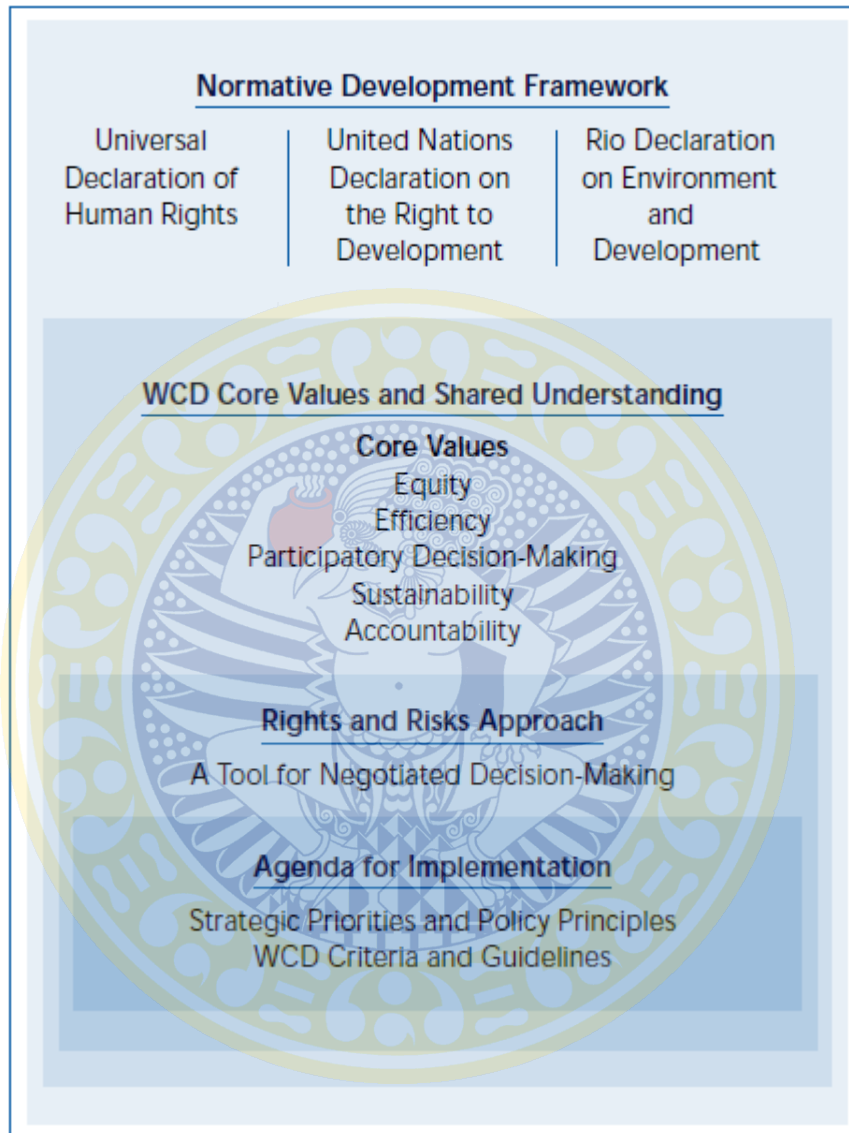 Normative Development Framework
Universal
Declaration of
Human Rights
United Nations
Declaration on
the Right to
Development
Rio Declaration
on Environment
and
Development
WCD Core Values and Shared Understanding
Core Values
Equity
Efficiency
Participatory Decision-Making
Sustainability
Accountability
Rights and Risks Approach
A Tool for Negotiated Decision-Making
Agenda for Implementation
Strategic Priorities and Policy Principles
WCD Criteria and Guidelines